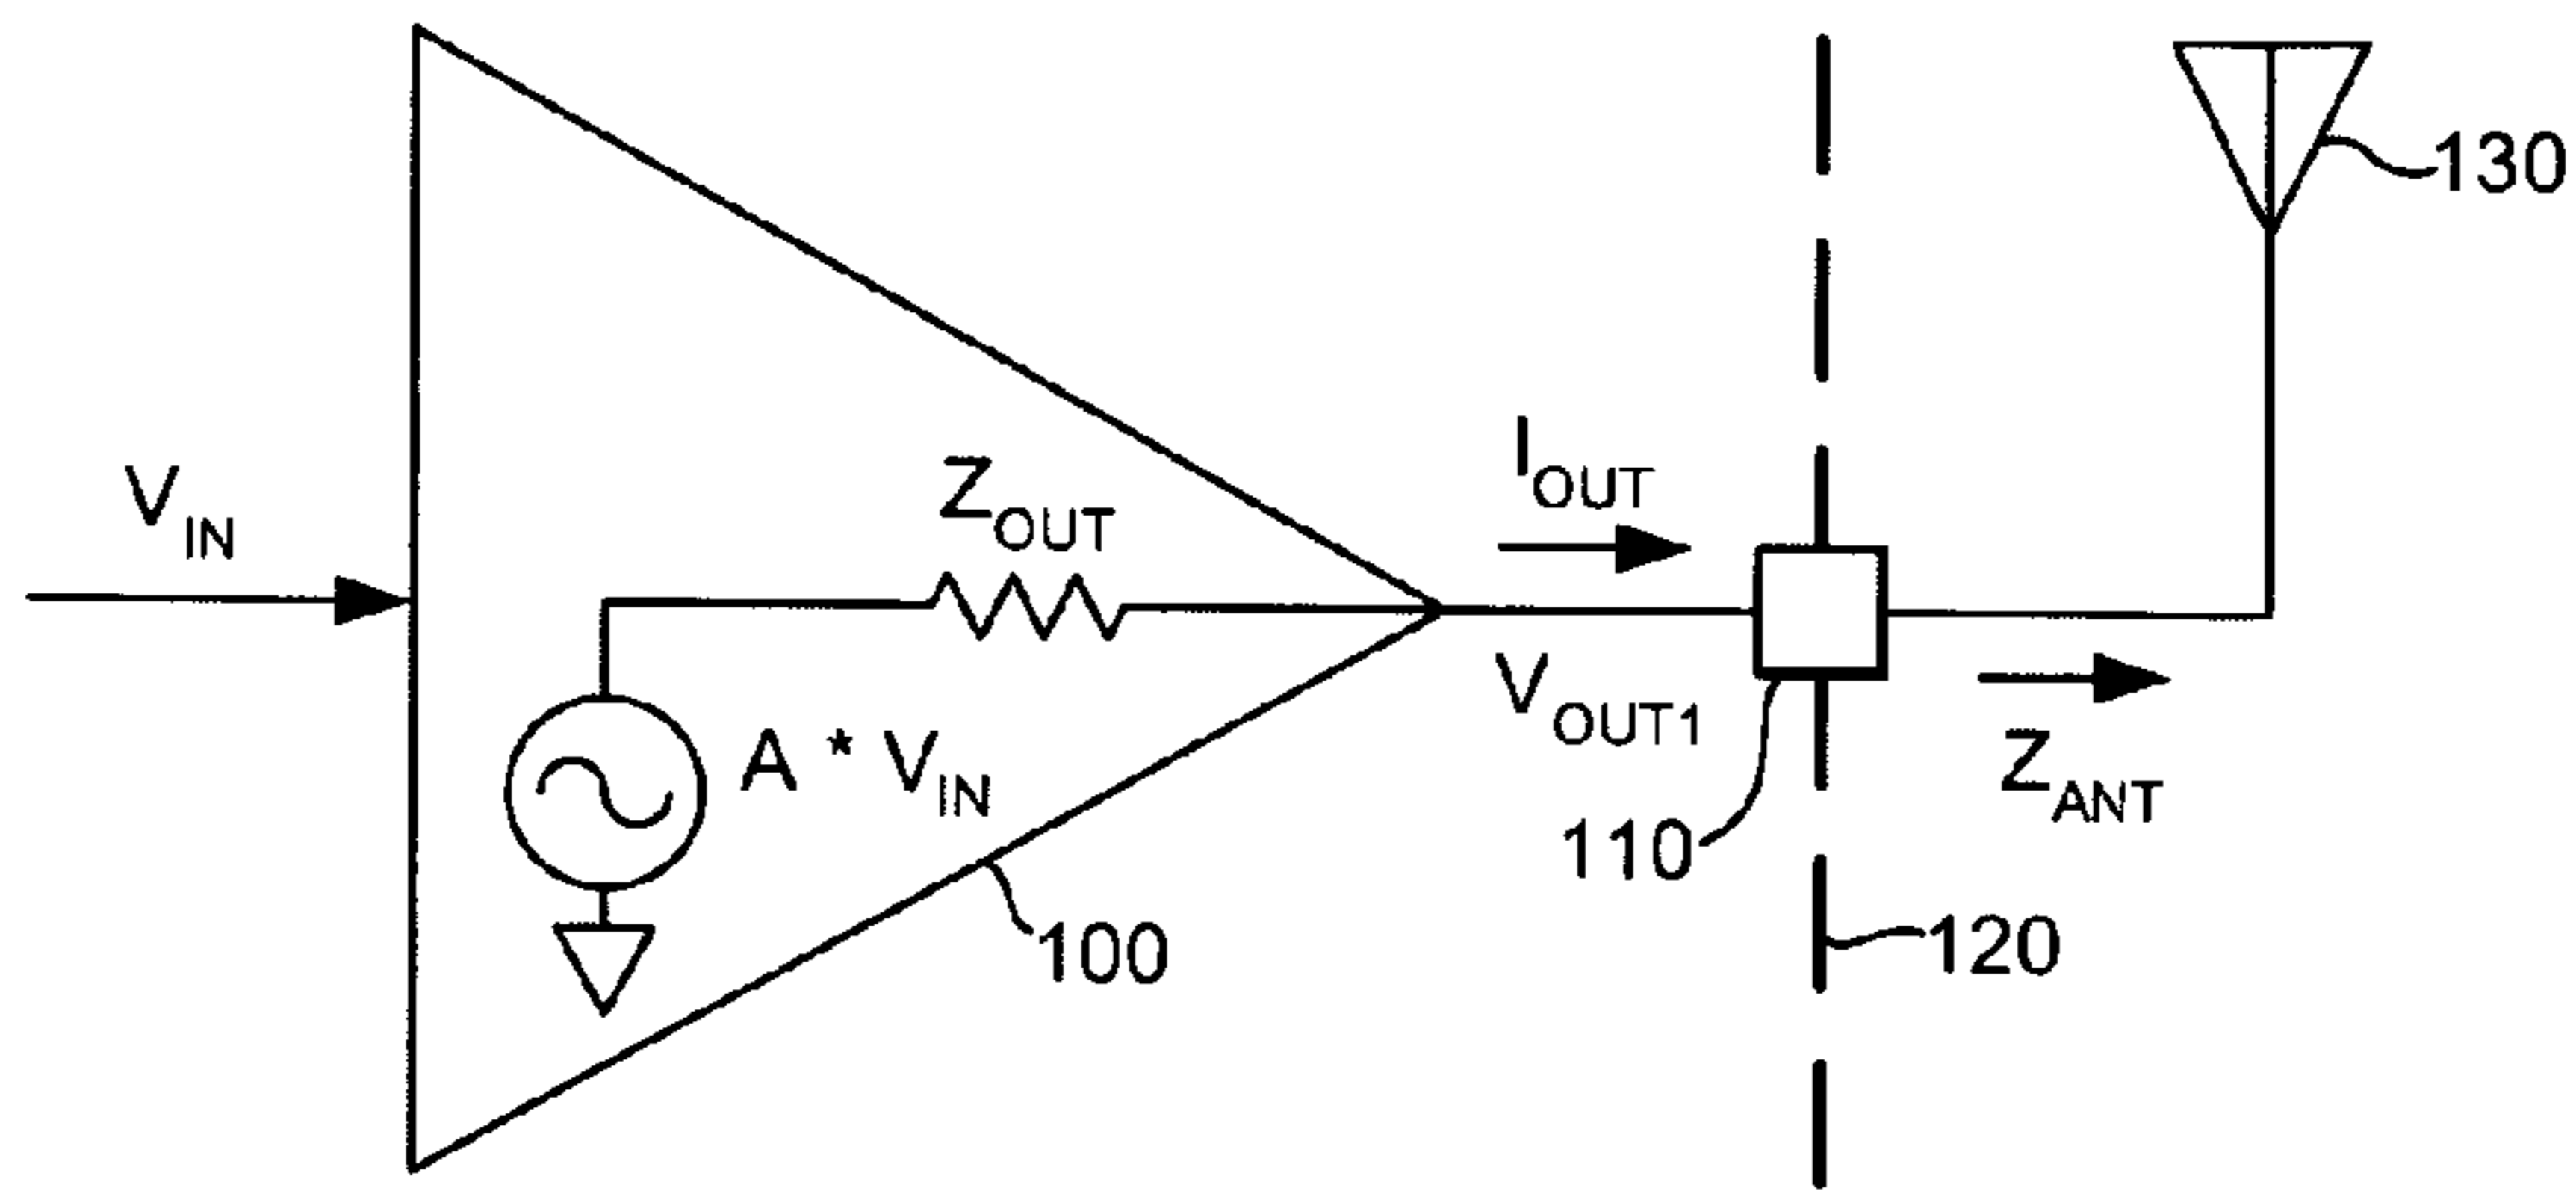 130
I_OUT
V_IN
Z_OUT
V_OUT1
A * V_IN
Z_ANT
110
100
120